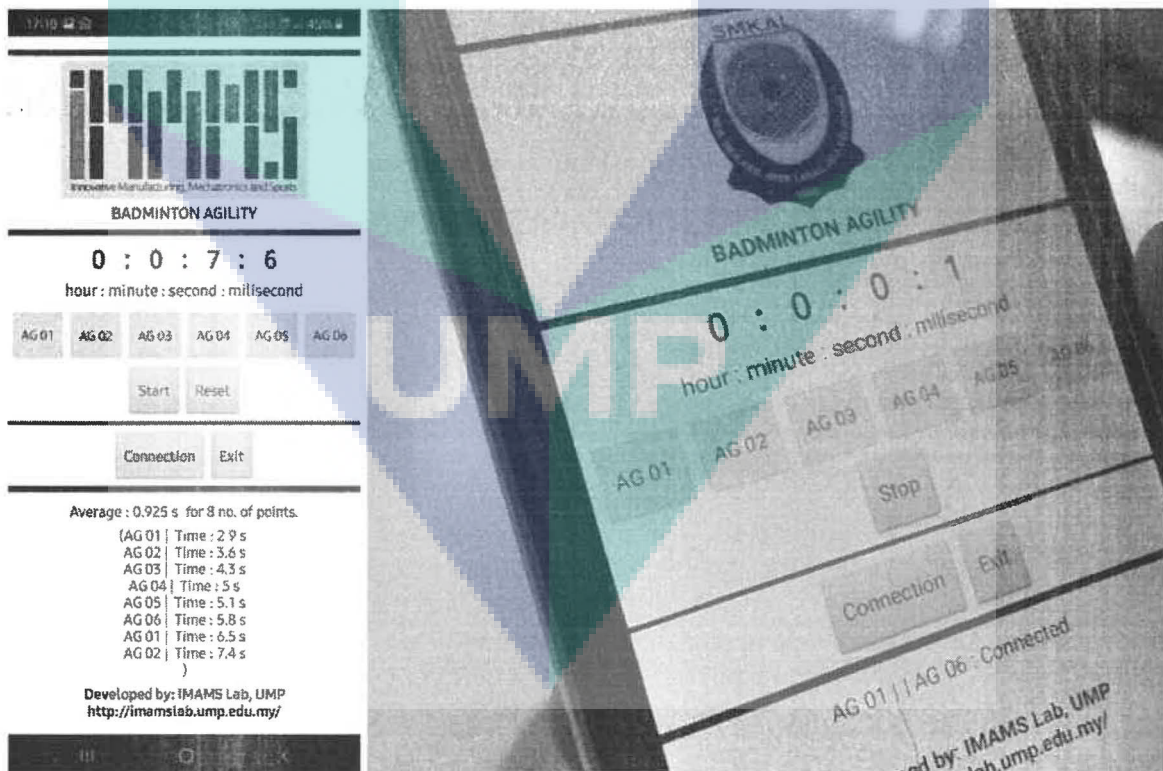 17:10 45%
Innovative Manufacturing, Mechatronics and Sports
BADMINTON AGILITY
0 : 0 : 7 : 6
hour : minute : second : milisecond
AG 01 AG 02 AG 03 AG 04 AG 05 AG 06
Start Reset
Connection Exit
Average : 0.925 s for 8 no. of points.
(AG 01 | Time : 2.9 s
AG 02 | Time : 3.6 s
AG 03 | Time : 4.3 s
AG 04 | Time : 5 s
AG 05 | Time : 5.1 s
AG 06 | Time : 5.8 s
AG 01 | Time : 6.5 s
AG 02 | Time : 7.4 s
)
Developed by: IMAMS Lab, UMP
http://imamslab.ump.edu.my/
UMP
SMKAL
BADMINTON AGILITY
0 : 0 : 0 : 1
hour : minute : second : milisecond
AG 01 AG 02 AG 03 AG 04 AG 05 AG 06
Stop
Connection Exit
AG 01 | | AG 06 : Connected
ed by: IMAMS Lab, UMP
lab.ump.edu.my/